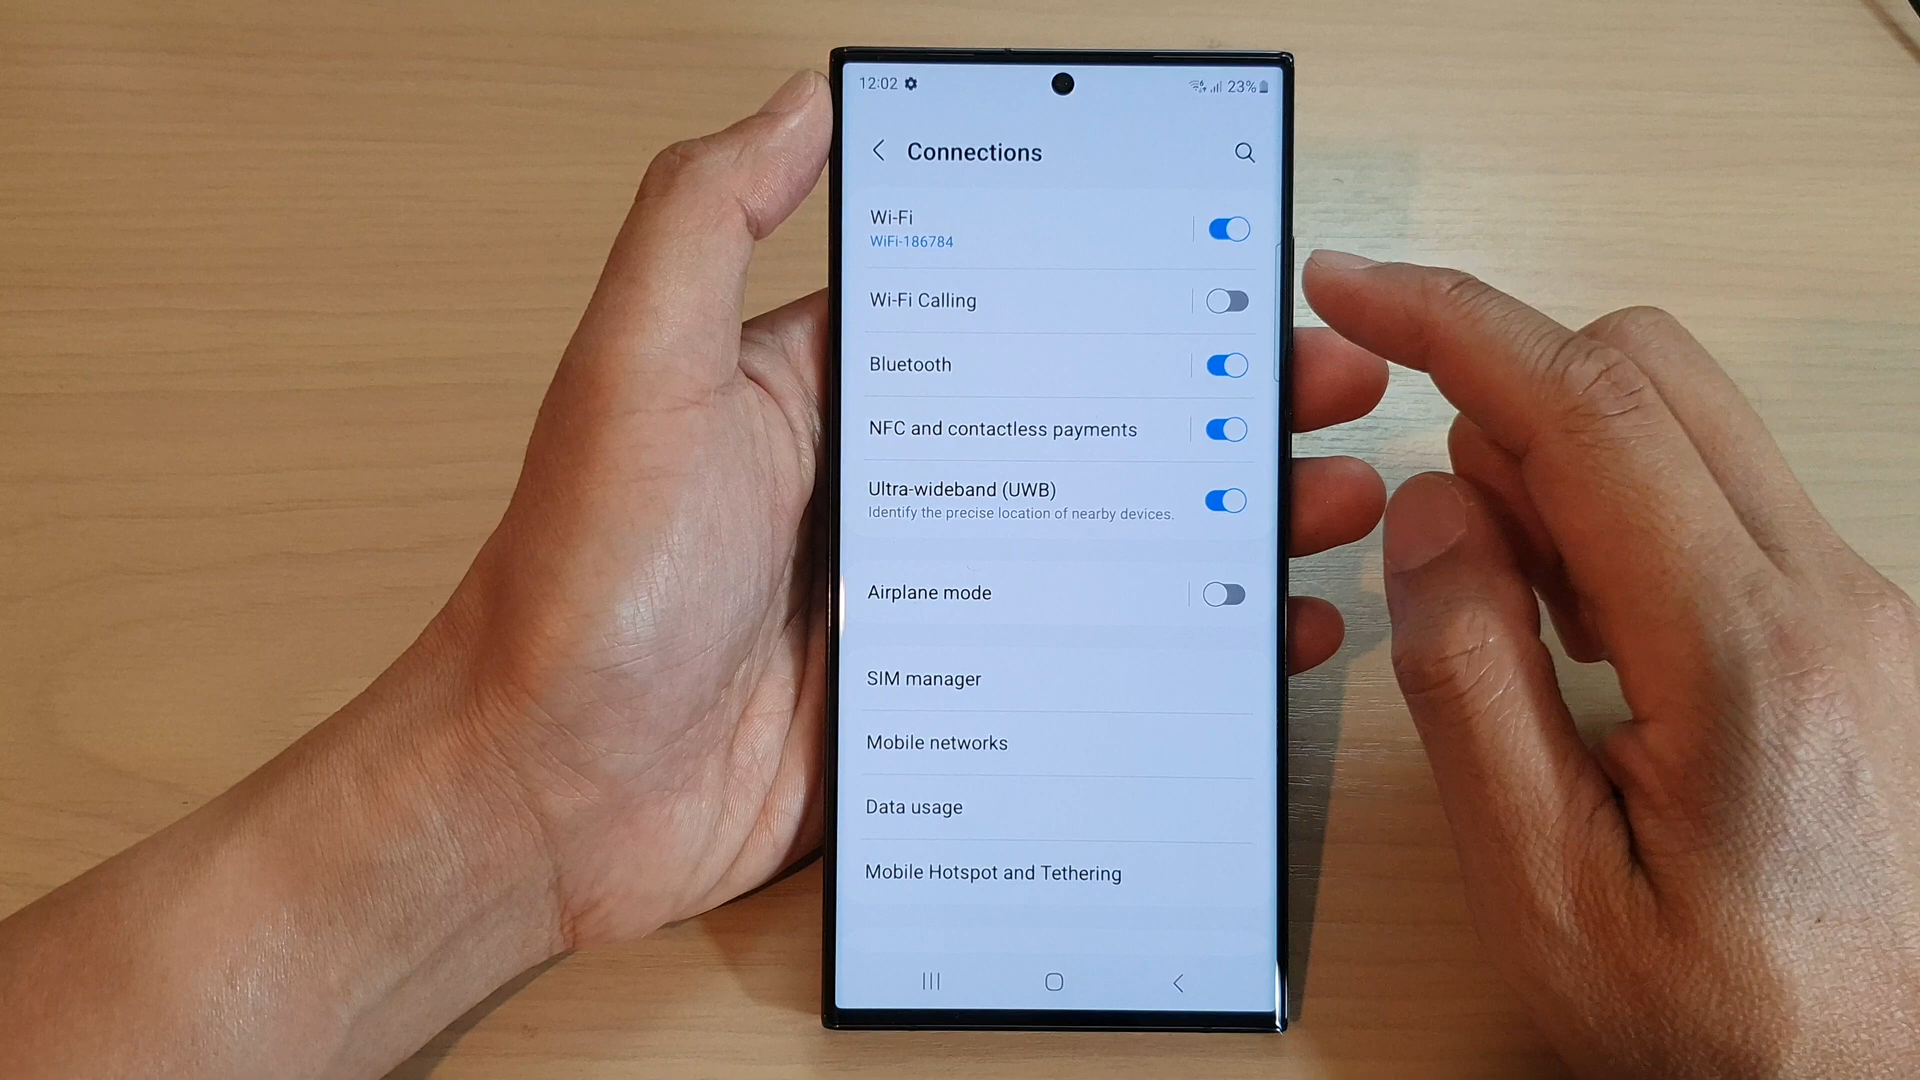 12:02 23%
Connections
Wi-Fi
WiFi-186784
Wi-Fi Calling
Bluetooth
NFC and contactless payments
Ultra-wideband (UWB)
Identify the precise location of nearby devices.
Airplane mode
SIM manager
Mobile networks
Data usage
Mobile Hotspot and Tethering